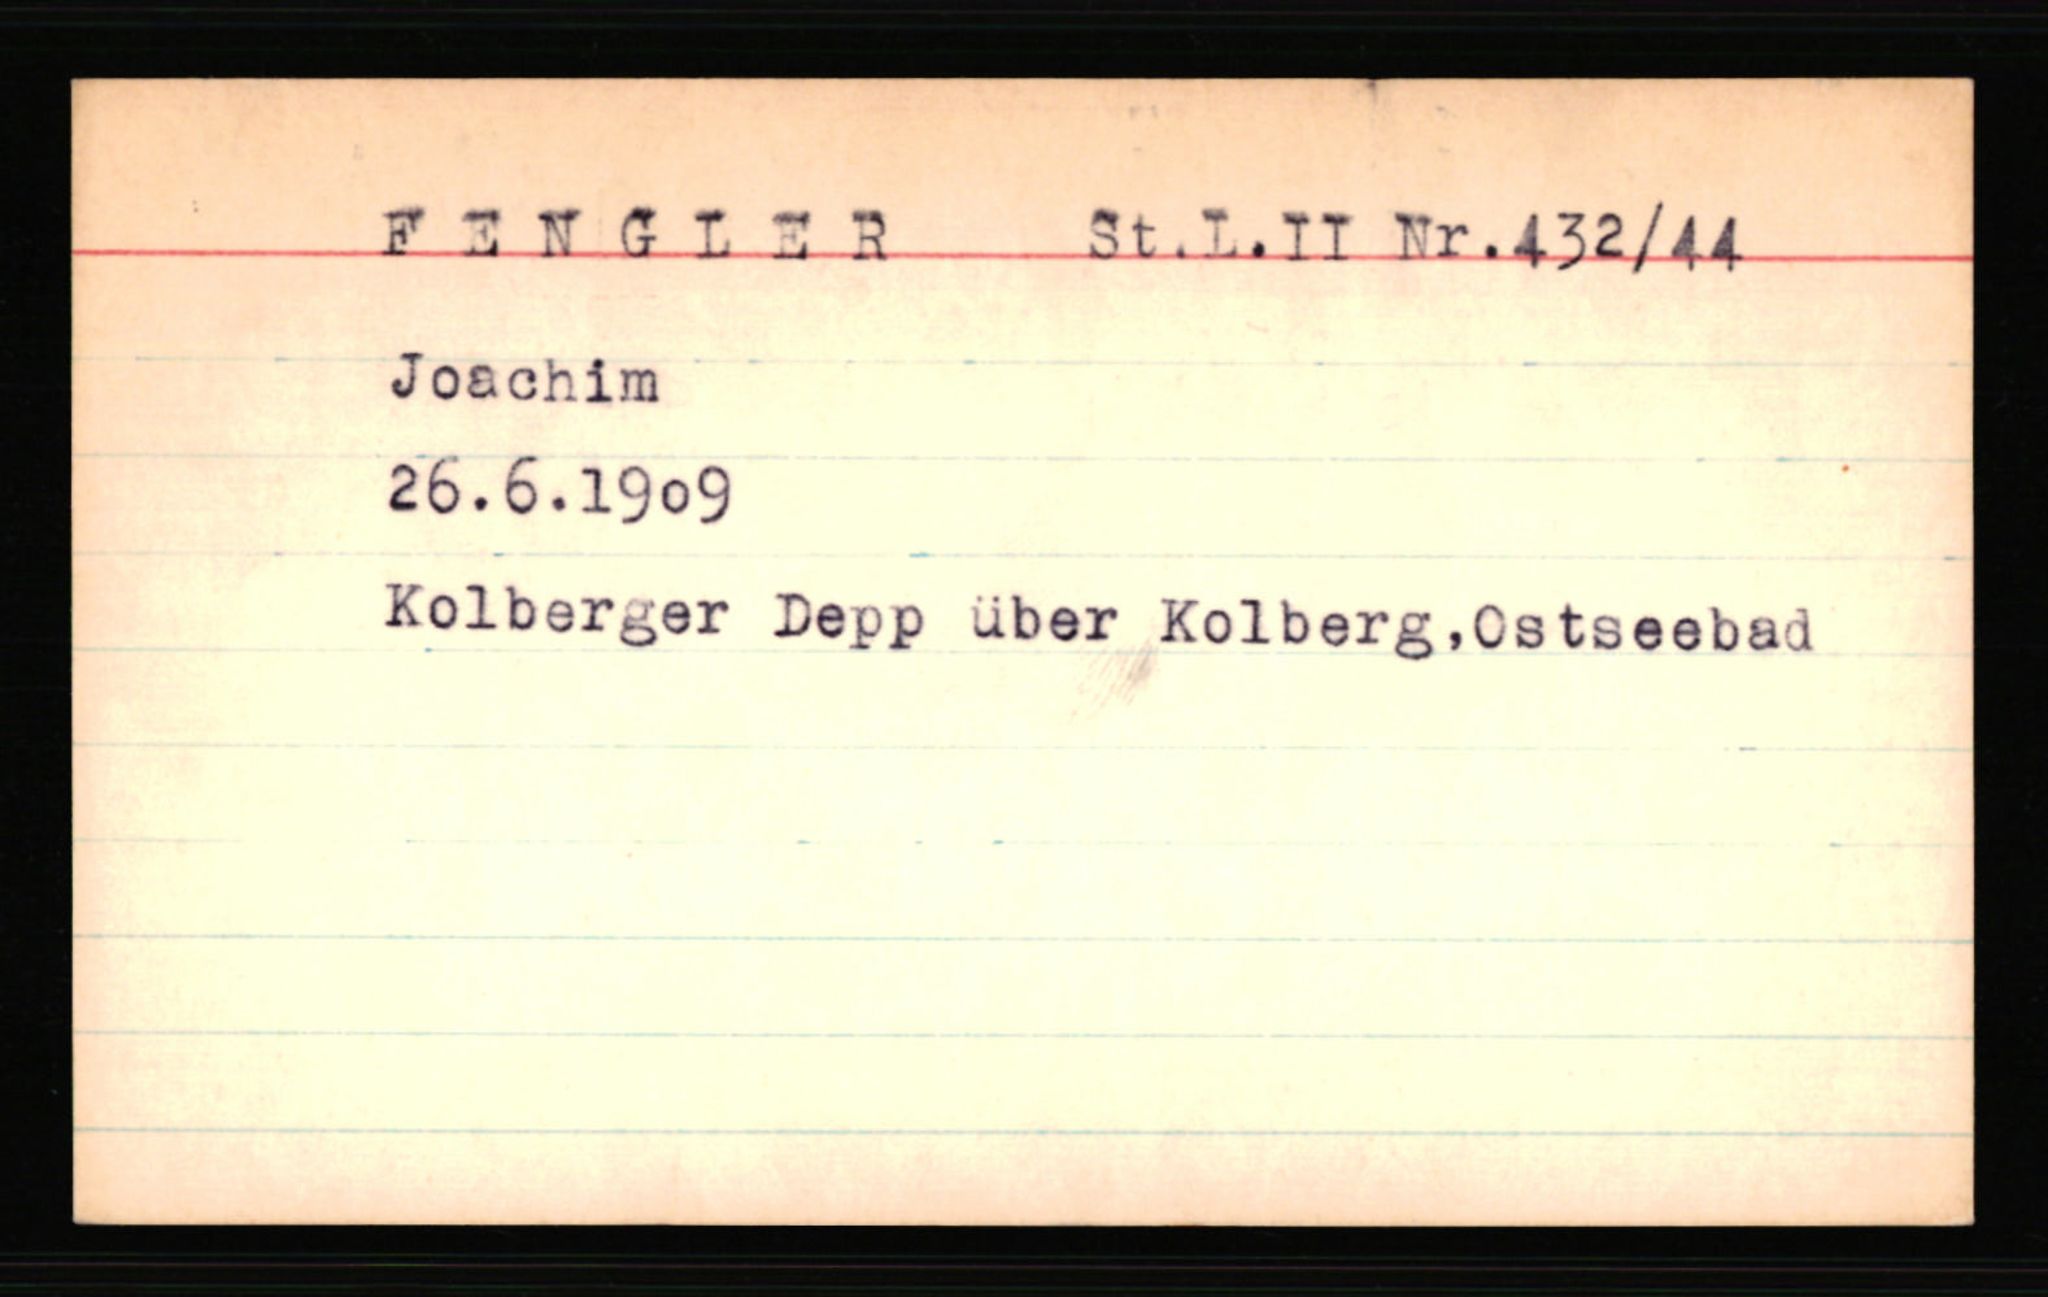 F E N G L E R St.L.II Nr.432/44
Joachim
26.6.19o9
Kolberger Depp über Kolberg,Ostseebad